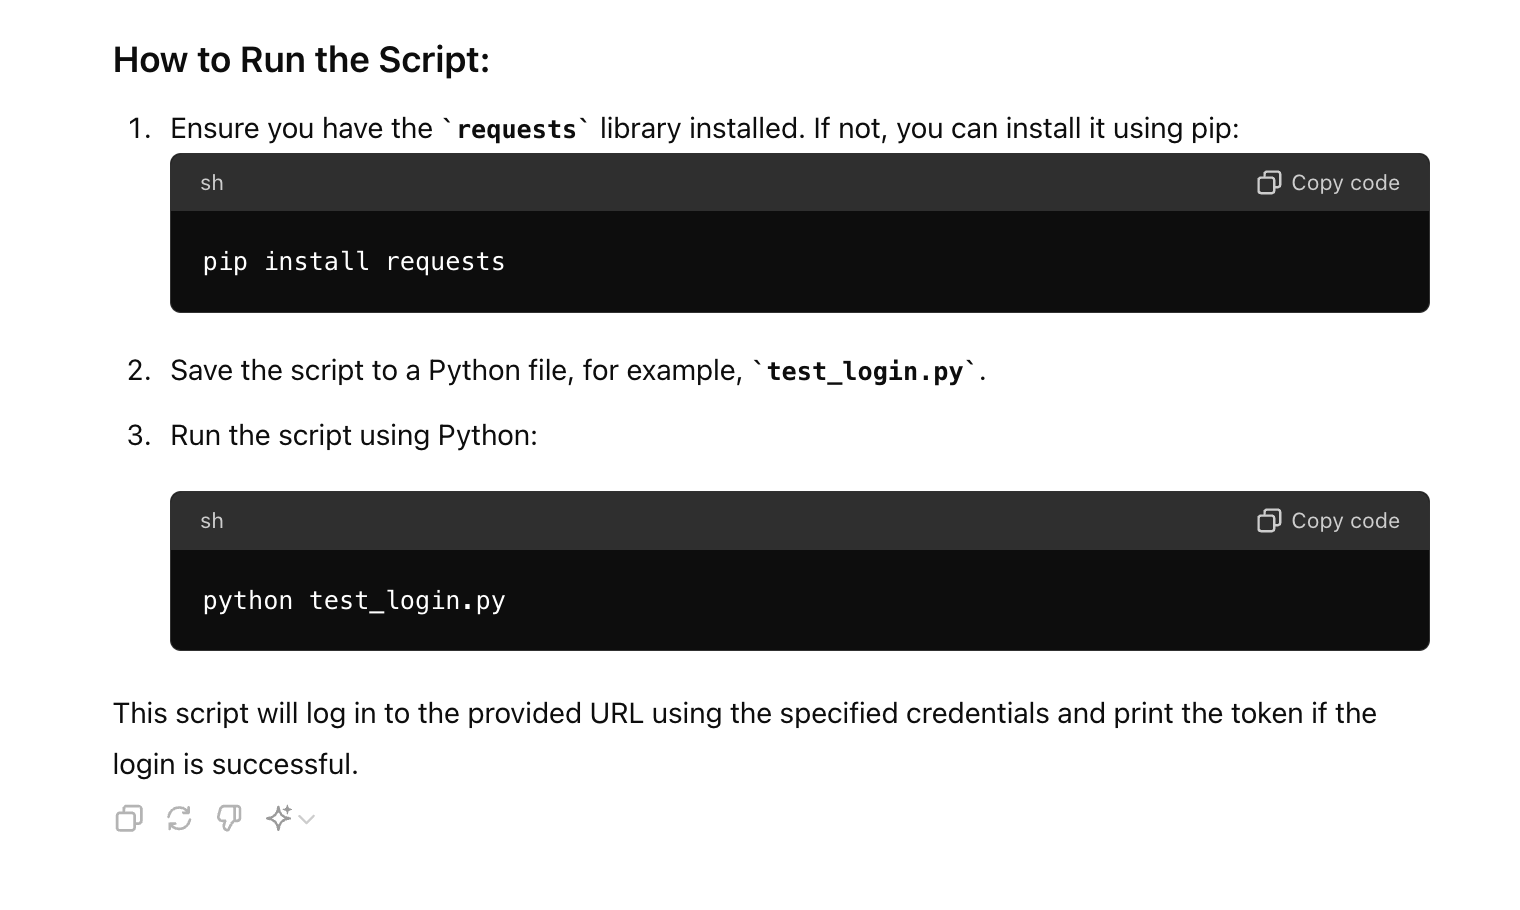 How to Run the Script:
1. Ensure you have the `requests` library installed. If not, you can install it using pip:
sh Copy code
pip install requests
2. Save the script to a Python file, for example, `test_login.py`.
3. Run the script using Python:
sh Copy code
python test_login.py
This script will log in to the provided URL using the specified credentials and print the token if the
login is successful.